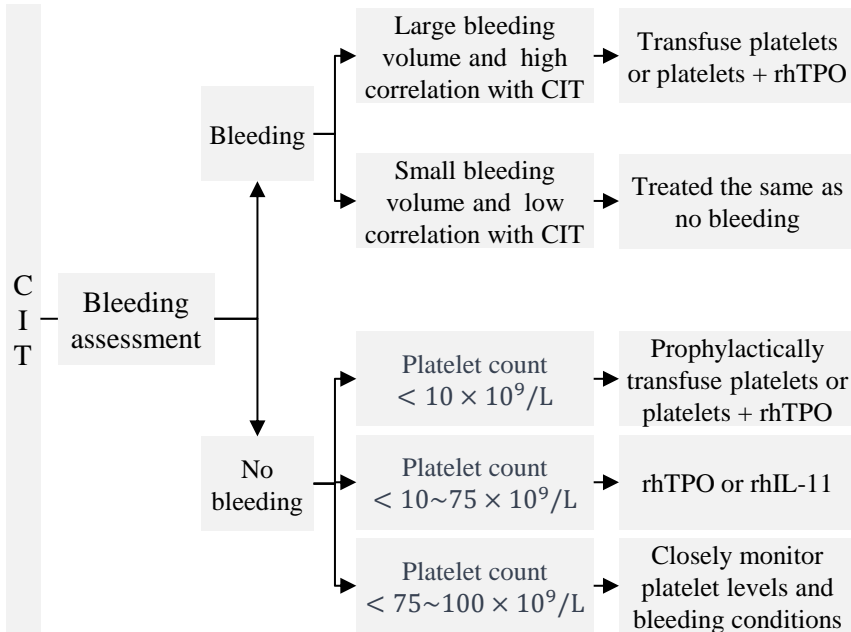 C
I
T
Bleeding
assessment
Bleeding
Large bleeding
volume and high
correlation with CIT
Transfuse platelets
or platelets + rhTPO
Small bleeding
volume and low
correlation with CIT
Treated the same as
no bleeding
No
bleeding
Platelet count
< 10 × 10⁹/L
Prophylactically
transfuse platelets or
platelets + rhTPO
Platelet count
< 10~75 × 10⁹/L
rhTPO or rhIL-11
Platelet count
< 75~100 × 10⁹/L
Closely monitor
platelet levels and
bleeding conditions